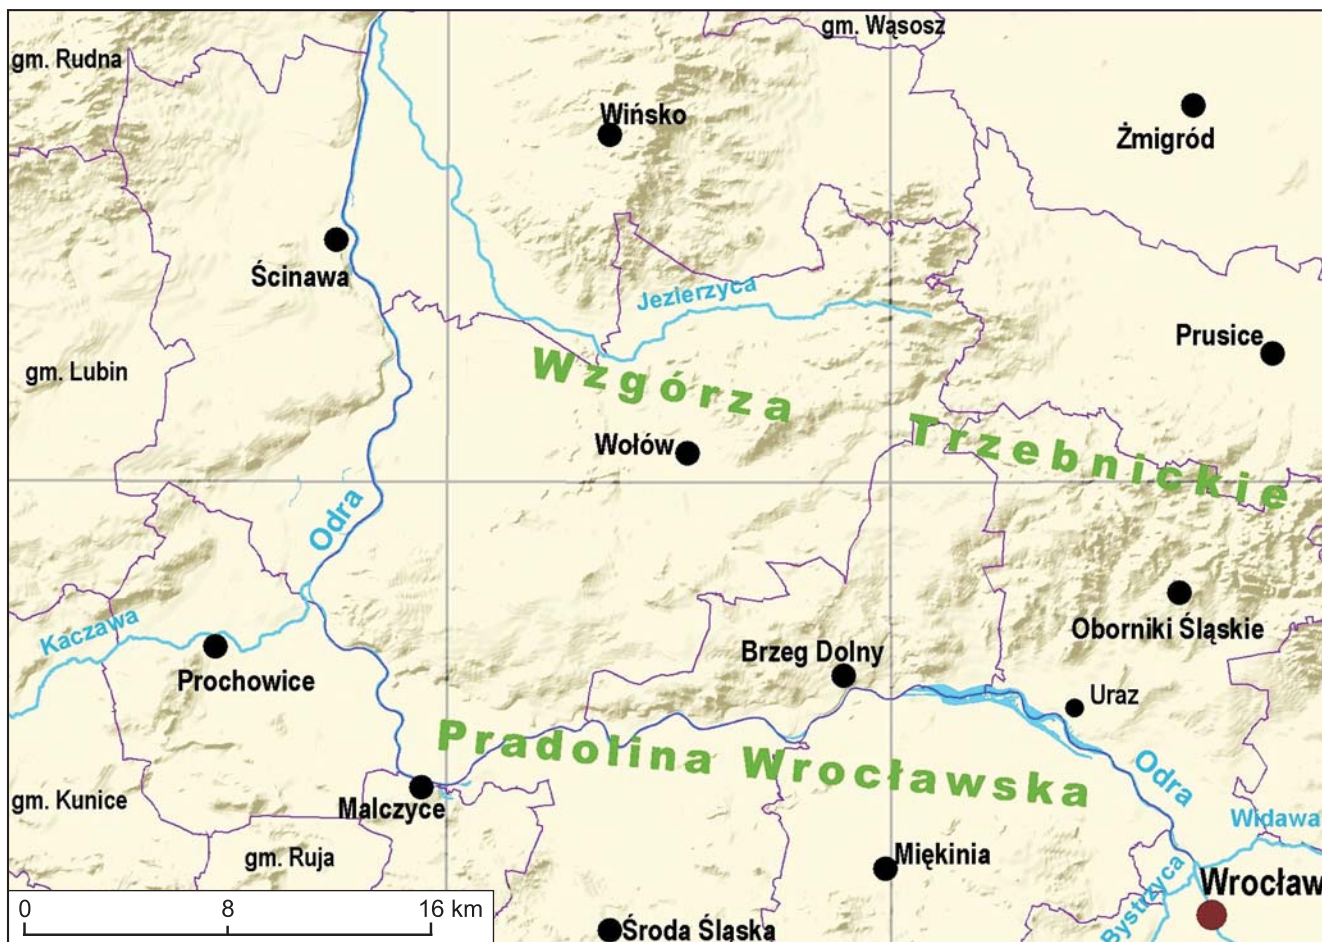 gm. Wąsosz
gm. Rudna
Wińsko
Żmigród
Ścinawa
Jezierzyca
Prusice
gm. Lubin
Wzgórza
Trzebnickie
Wołów
Odra
Kaczawa
Oborniki Śląskie
Brzeg Dolny
Prochowice
Uraz
Pradolina Wrocławska
Odra
gm. Kunice
Malczyce
Widawa
gm. Ruja
Miękinia
Wrocław
Bystrzyca
0 8 16 km
Środa Śląska